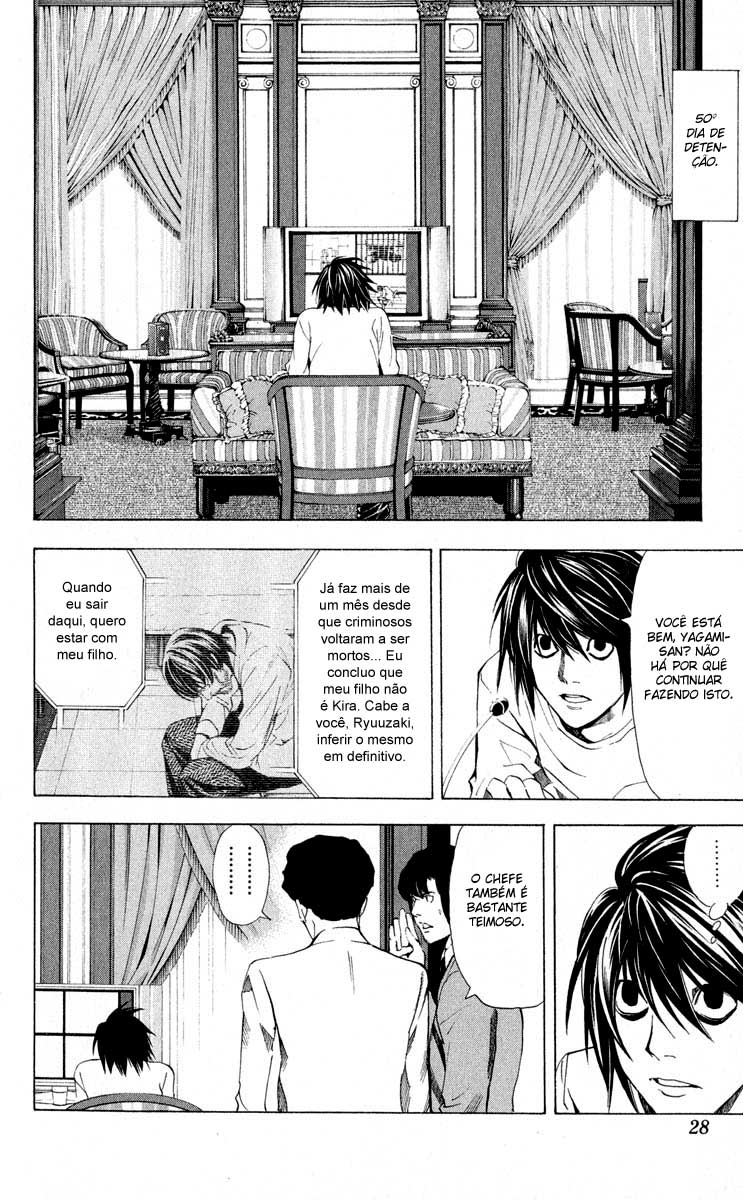 50º
DIA DE
DETEN-
ÇÃO.
VOCÊ ESTÁ
BEM, YAGAMI-
SAN? NÃO
HÁ POR QUÊ
CONTINUAR
FAZENDO ISTO.
Já faz mais de
um mês desde
que criminosos
voltaram a ser
mortos... Eu
concluo que
meu filho não
é Kira. Cabe a
você, Ryuuzaki,
inferir o mesmo
em definitivo.
Quando
eu sair
daqui, quero
estar com
meu filho.
........
O CHEFE
TAMBÉM É
BASTANTE
TEIMOSO.
........
28